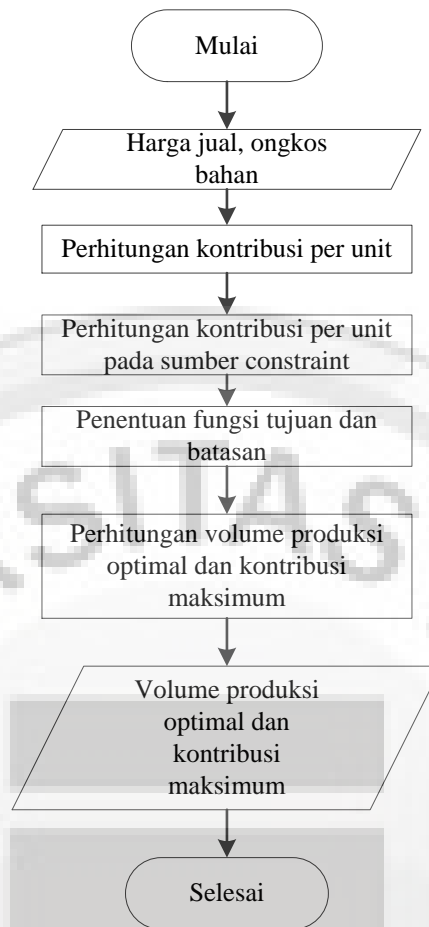 Mulai
Harga jual, ongkos
bahan
Perhitungan kontribusi per unit
Perhitungan kontribusi per unit
pada sumber constraint
Penentuan fungsi tujuan dan
batasan
SITAS
Perhitungan volume produksi
optimal dan kontribusi
maksimum
Volume produksi
optimal dan
kontribusi
maksimum
Selesai